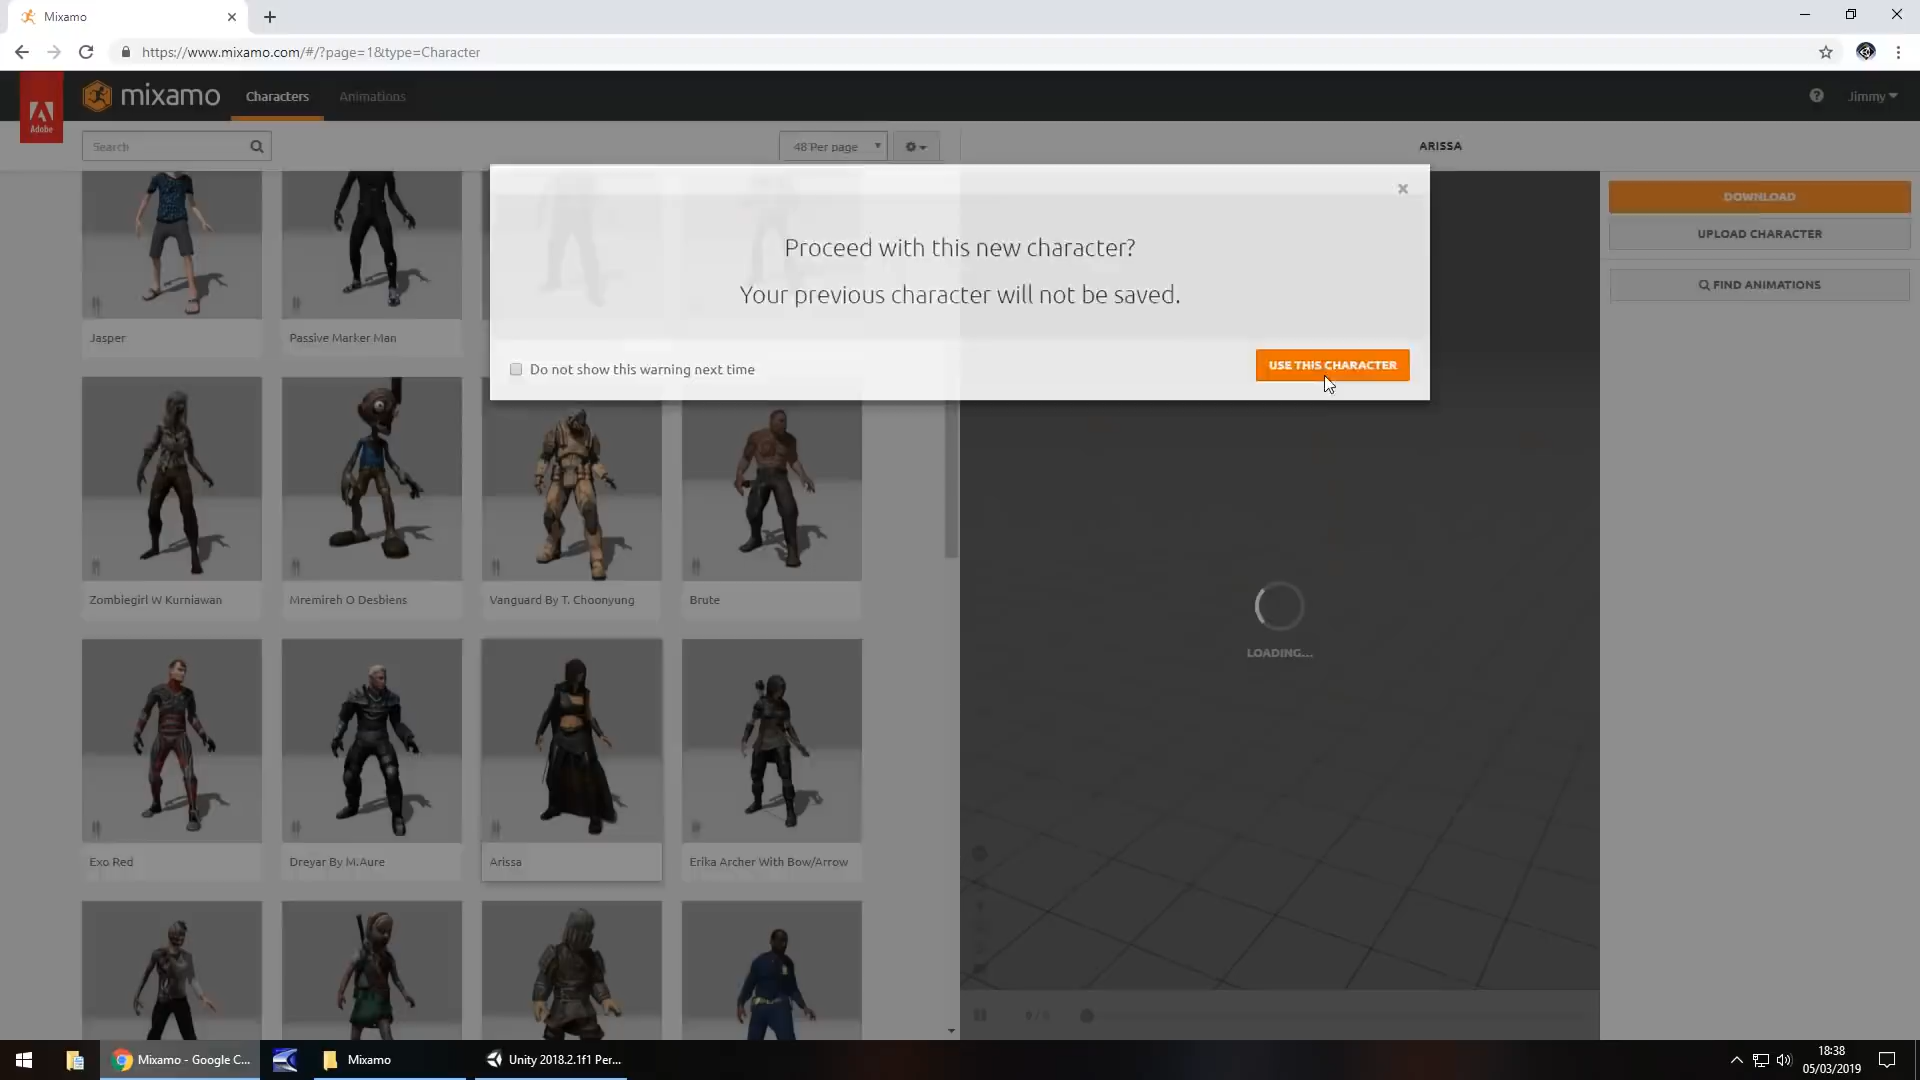 Mixamo
https://www.mixamo.com/#/?page=1&type=Character
Adobe
mixamo
Characters
Animations
Jimmy
Search
48 Per page
ARISSA
DOWNLOAD
UPLOAD CHARACTER
FIND ANIMATIONS
Proceed with this new character?
Your previous character will not be saved.
Do not show this warning next time
USE THIS CHARACTER
Jasper
Passive Marker Man
Zombiegirl W Kurniawan
Mremireh O Desbiens
Vanguard By T. Choonyung
Brute
LOADING...
Exo Red
Dreyar By M.Aure
Arissa
Erika Archer With Bow/Arrow
0 / 0
Mixamo - Google C...
Mixamo
Unity 2018.2.1f1 Per...
18:38
05/03/2019